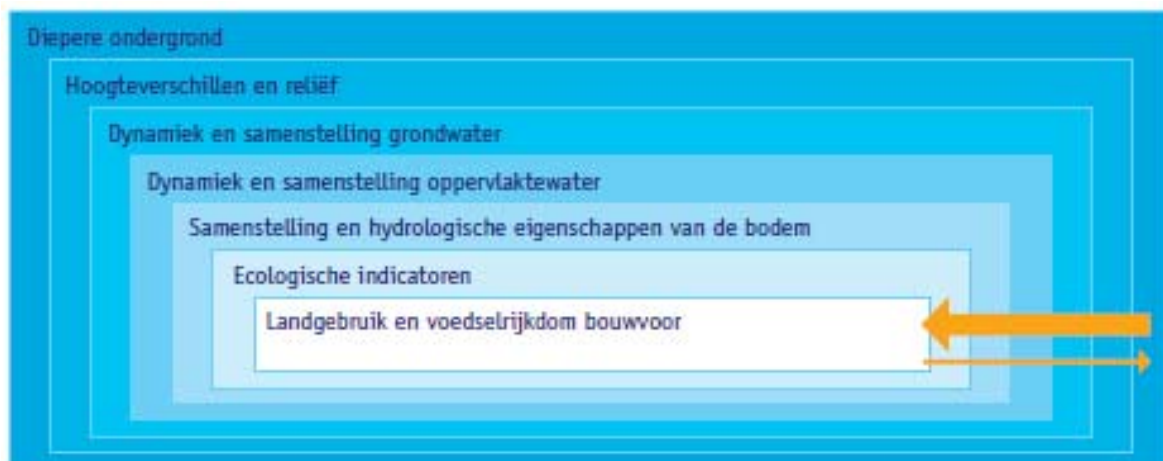 Diepere ondergrond
Hoogteverschillen en reliëf
Dynamiek en samenstelling grondwater
Dynamiek en samenstelling oppervlaktewater
Samenstelling en hydrologische eigenschappen van de bodem
Ecologische indicatoren
Landgebruik en voedselrijkdom bouwvoor